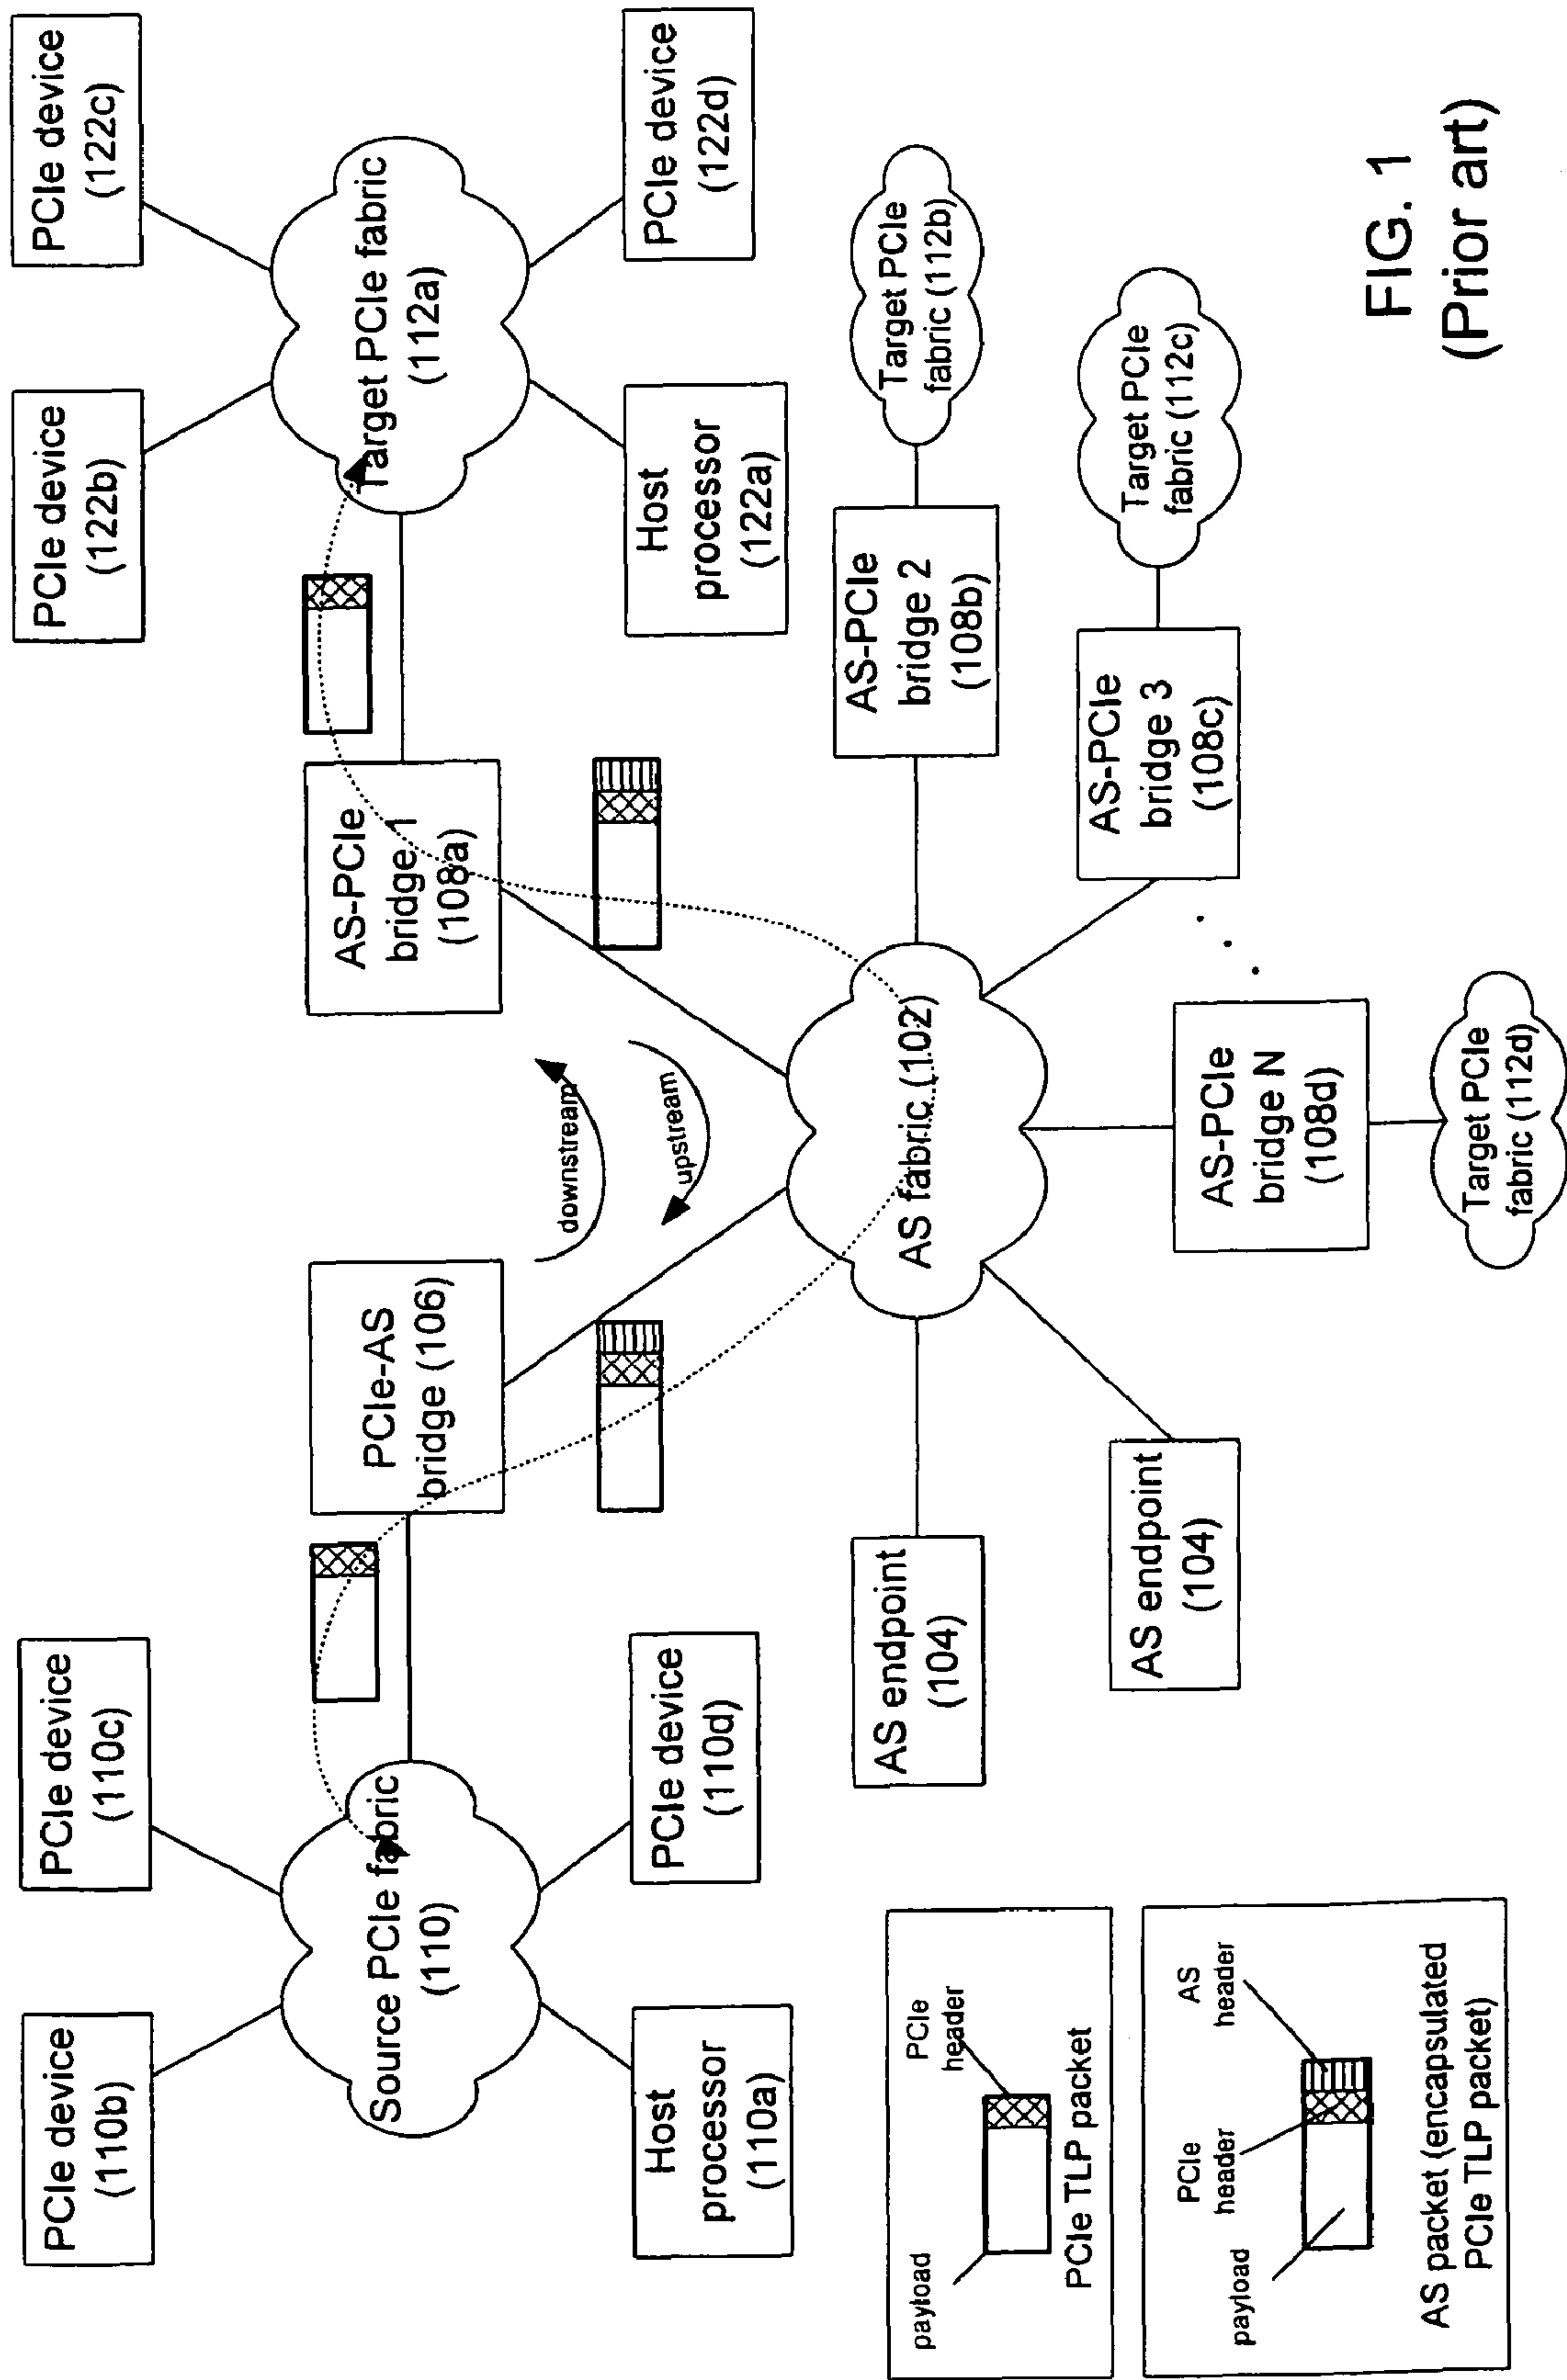 PCIe device
(110b)
PCIe device
(110c)
PCIe device
(122b)
PCIe device
(122c)
Source PCIe fabric
(110)
PCIe-AS
bridge (106)
AS-PCIe
bridge 1
(108a)
Target PCIe fabric
(112a)
Host
processor
(110a)
PCIe device
(110d)
downstream
upstream
Host
processor
(122a)
PCIe device
(122d)
AS endpoint
(104)
AS fabric (102)
AS-PCIe
bridge 2
(108b)
Target PCIe
fabric (112b)
AS endpoint
(104)
AS-PCIe
bridge N
(108d)
. . .
AS-PCIe
bridge 3
(108c)
Target PCIe
fabric (112c)
Target PCIe
fabric (112d)
payload
PCIe
header
PCIe TLP packet
payload
PCIe
header
AS
header
AS packet (encapsulated
PCIe TLP packet)
FIG. 1
(Prior art)